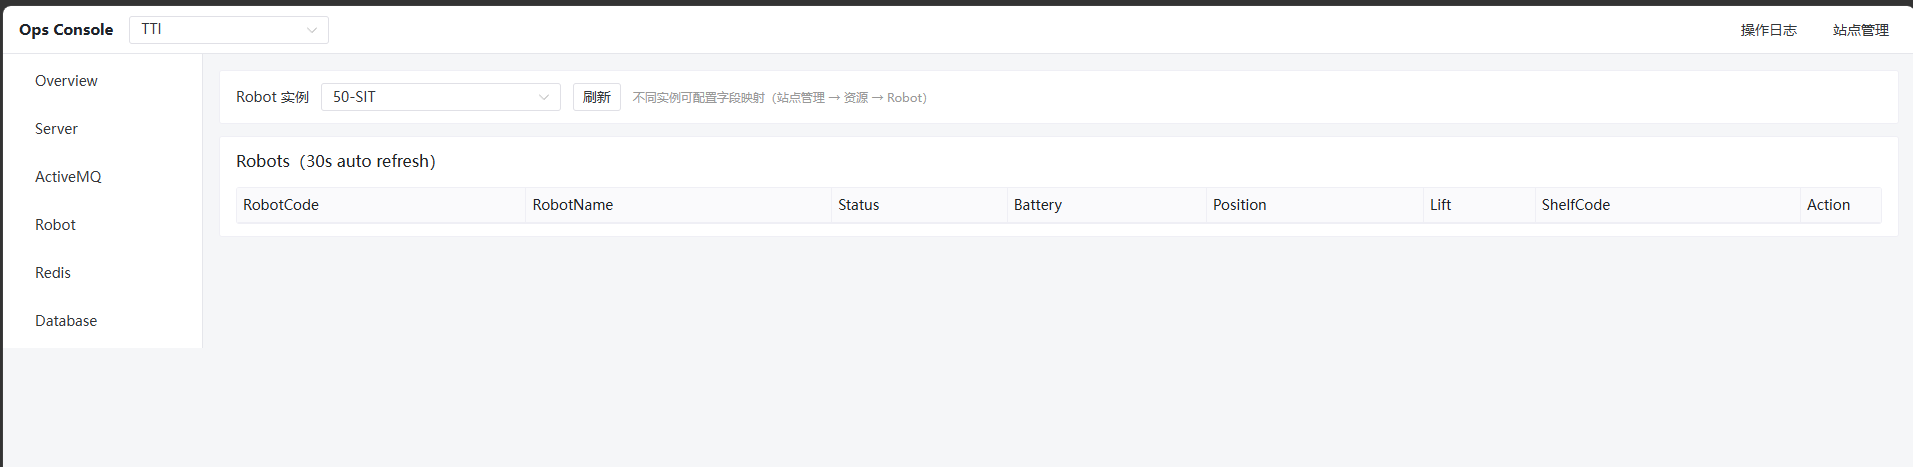 Ops Console TTI 操作日志 站点管理
Overview
Server
ActiveMQ
Robot
Redis
Database
Robot 实例 50-SIT 刷新 不同实例可配置字段映射（站点管理 → 资源 → Robot）
Robots（30s auto refresh）
RobotCode RobotName Status Battery Position Lift ShelfCode Action